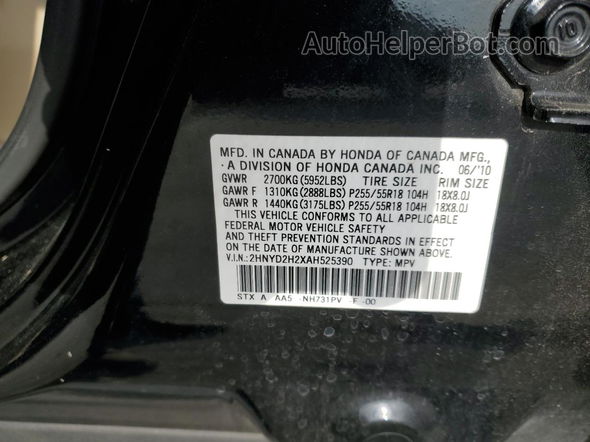 AutoHelperBot.com
10
MFD. IN CANADA BY HONDA OF CANADA MFG.,
A DIVISION OF HONDA CANADA INC. 06/'10
GVWR 2700KG(5952LBS) TIRE SIZE RIM SIZE
GAWR F 1310KG(2888LBS) P255/55R18 104H 18X8.0J
GAWR R 1440KG(3175LBS) P255/55R18 104H 18X8.0J
THIS VEHICLE CONFORMS TO ALL APPLICABLE
FEDERAL MOTOR VEHICLE SAFETY
AND THEFT PREVENTION STANDARDS IN EFFECT
ON THE DATE OF MANUFACTURE SHOWN ABOVE.
V.I.N.:2HNYD2H2XAH525390 TYPE: MPV
STX A AA5 -NH731PV -F -00